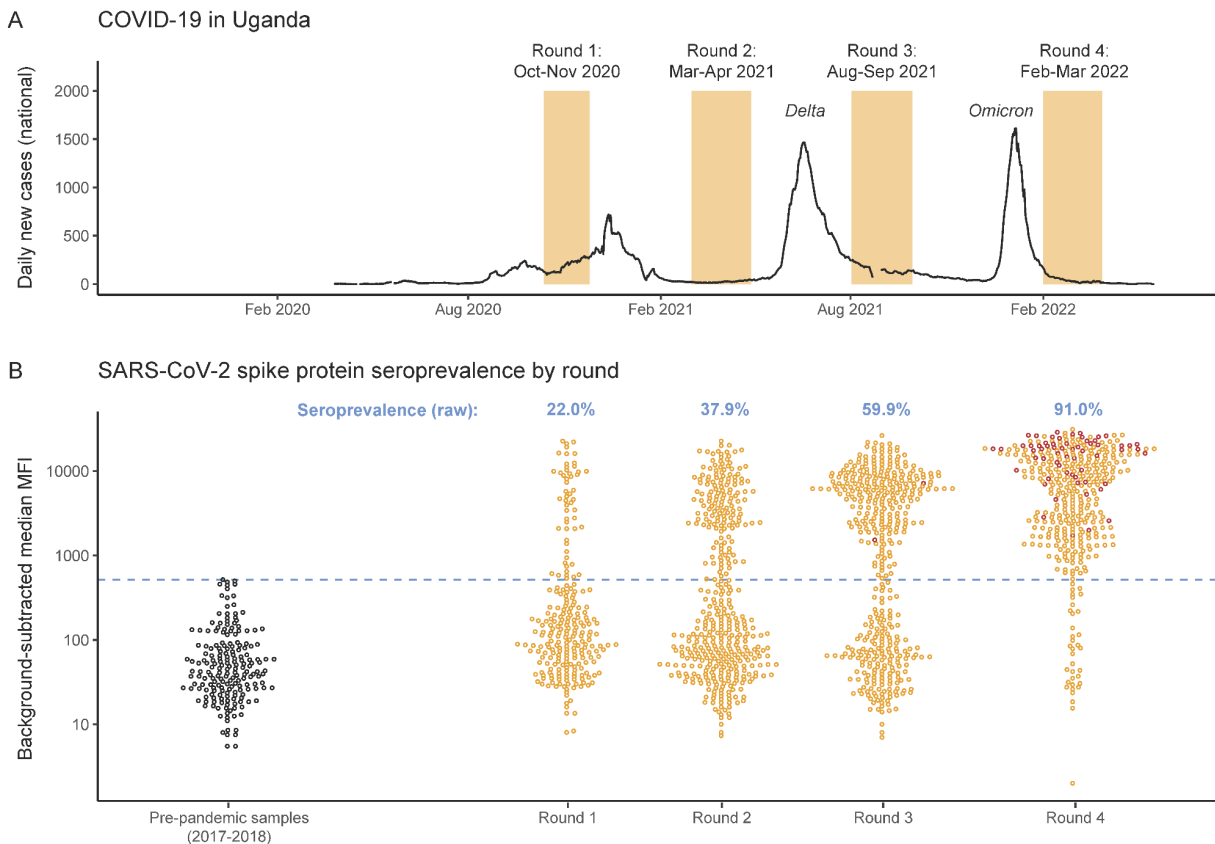 A
COVID-19 in Uganda
Round 1:
Oct-Nov 2020
Round 2:
Mar-Apr 2021
Round 3:
Aug-Sep 2021
Round 4:
Feb-Mar 2022
Delta
Omicron
Daily new cases (national)
2000
1500
1000
500
0
Feb 2020
Aug 2020
Feb 2021
Aug 2021
Feb 2022
B
SARS-CoV-2 spike protein seroprevalence by round
Seroprevalence (raw):
22.0%
37.9%
59.9%
91.0%
Background-subtracted median MFI
10000
1000
100
10
Pre-pandemic samples
(2017-2018)
Round 1
Round 2
Round 3
Round 4